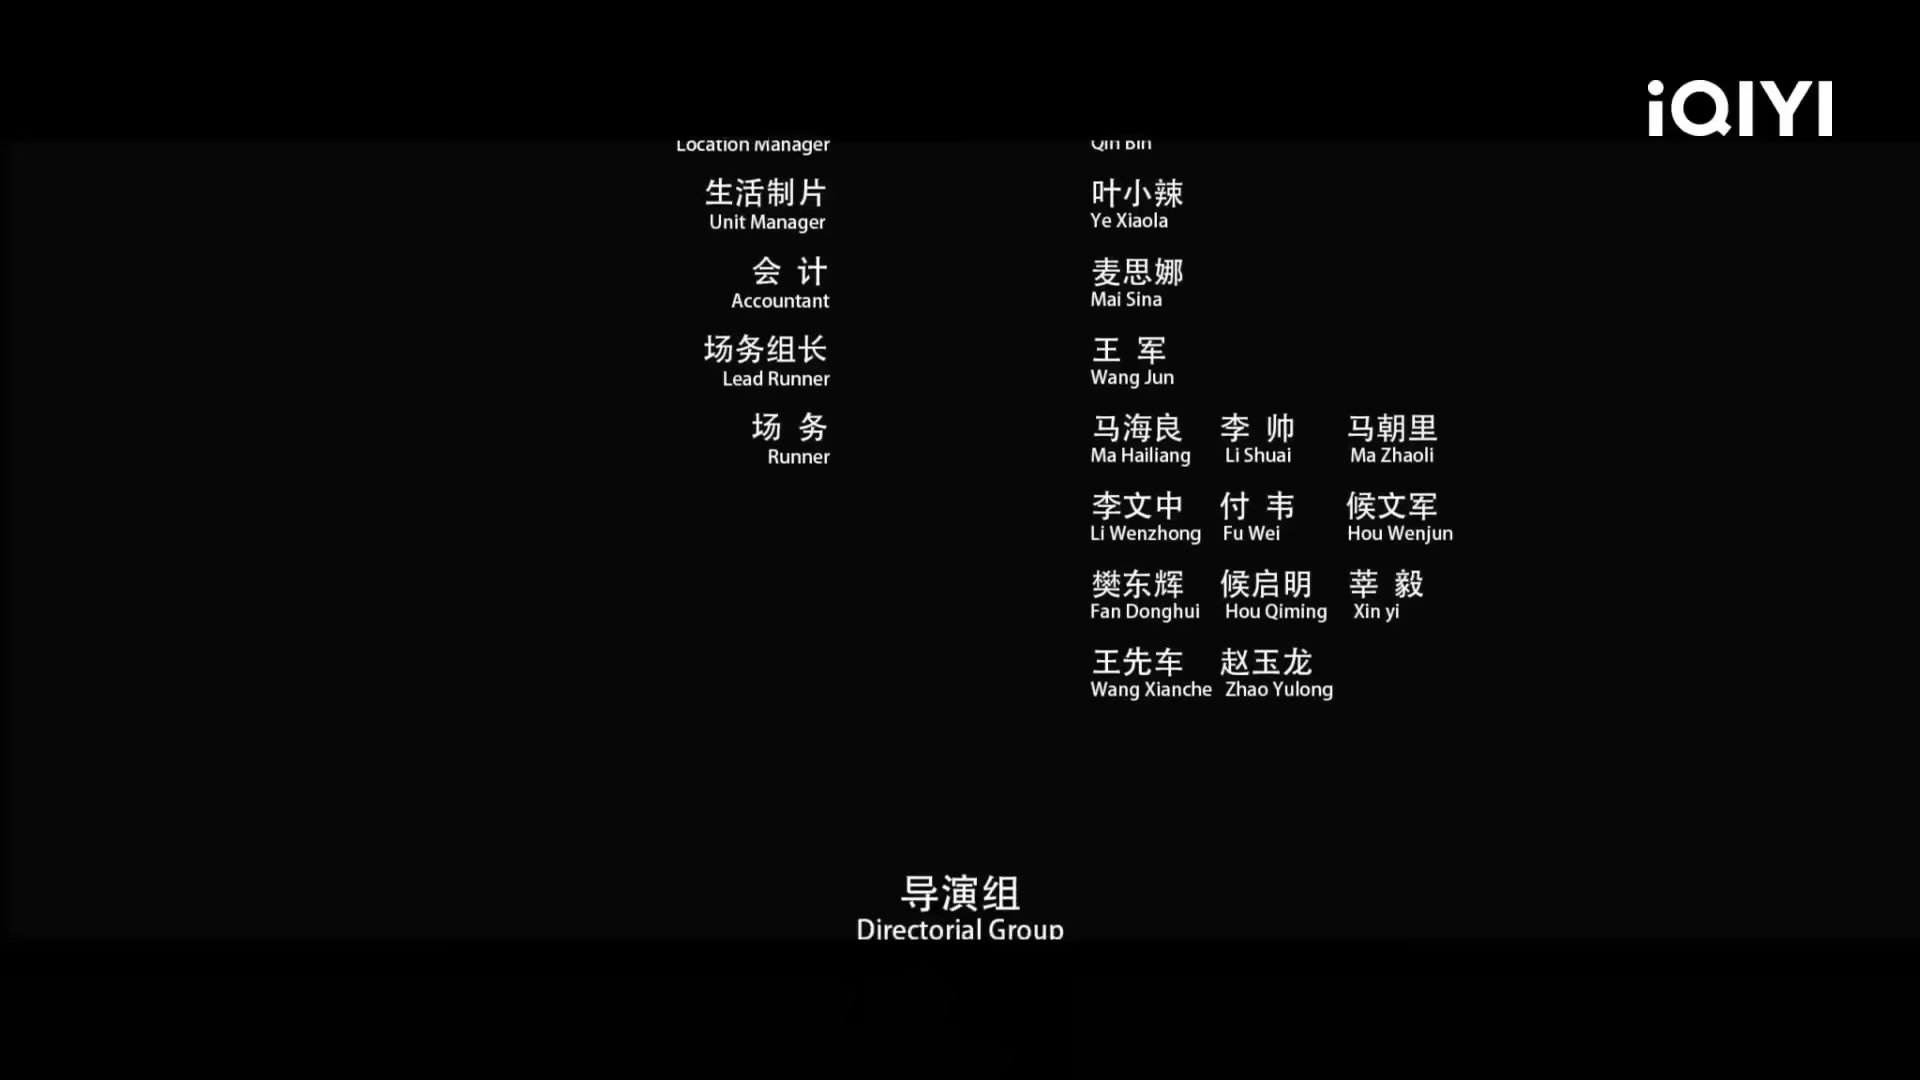 iQIYI
Location Manager Qin Bin
生活制片 叶小辣
Unit Manager Ye Xiaola
会 计 麦思娜
Accountant Mai Sina
场务组长 王 军
Lead Runner Wang Jun
场 务 马海良 李 帅 马朝里
Runner Ma Hailiang Li Shuai Ma Zhaoli
李文中 付 韦 候文军
Li Wenzhong Fu Wei Hou Wenjun
樊东辉 候启明 莘 毅
Fan Donghui Hou Qiming Xin yi
王先车 赵玉龙
Wang Xianche Zhao Yulong
导演组
Directorial Group